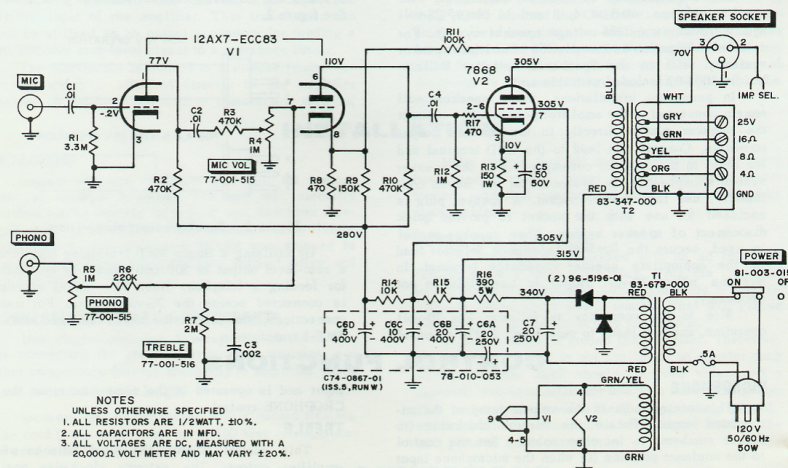 SPEAKER SOCKET
12AX7-ECC83
V1
R11
100K
77V
110V
305V
70V
3
2
1
IMP SEL.
MIC
C1
.01
1
2
-.2V
3
R1
3.3M
C2
.01
R3
470K
R4
1M
MIC VOL
77-001-515
6
7
R2
470K
R8
470
R9
150K
R10
470K
C4
.01
7868
V2
9
2-6
R17
470
305V
7
3
10V
R12
1M
R13
150
1W
C5
50
50V
BLU
RED
WHT
GRY
GRN
YEL
ORG
BLK
25V
16Ω
8Ω
4Ω
GND
83-347-000
T2
280V
305V
315V
PHONO
R5
1M
PHONO
77-001-515
R6
220K
R7
2M
TREBLE
77-001-516
C3
.002
R14
10K
R15
1K
R16
390
5W
340V
C6D
5
400V
C6C
10
400V
C6B
20
400V
C6A
20
250V
C7
20
250V
C74-0867-01
(ISS.5, RUN W)
78-010-053
(2) 96-5196-01
T1
83-679-000
RED
RED
BLK
BLK
GRN/YEL
GRN
POWER
81-003-015
ON
OF
.5A
120V
50/60Hz
50W
9
V1
4-5
4
V2
5
NOTES
UNLESS OTHERWISE SPECIFIED
1. ALL RESISTORS ARE 1/2WATT, ±10%.
2. ALL CAPACITORS ARE IN MFD.
3. ALL VOLTAGES ARE DC, MEASURED WITH A
20,000Ω VOLT METER AND MAY VARY ±20%.